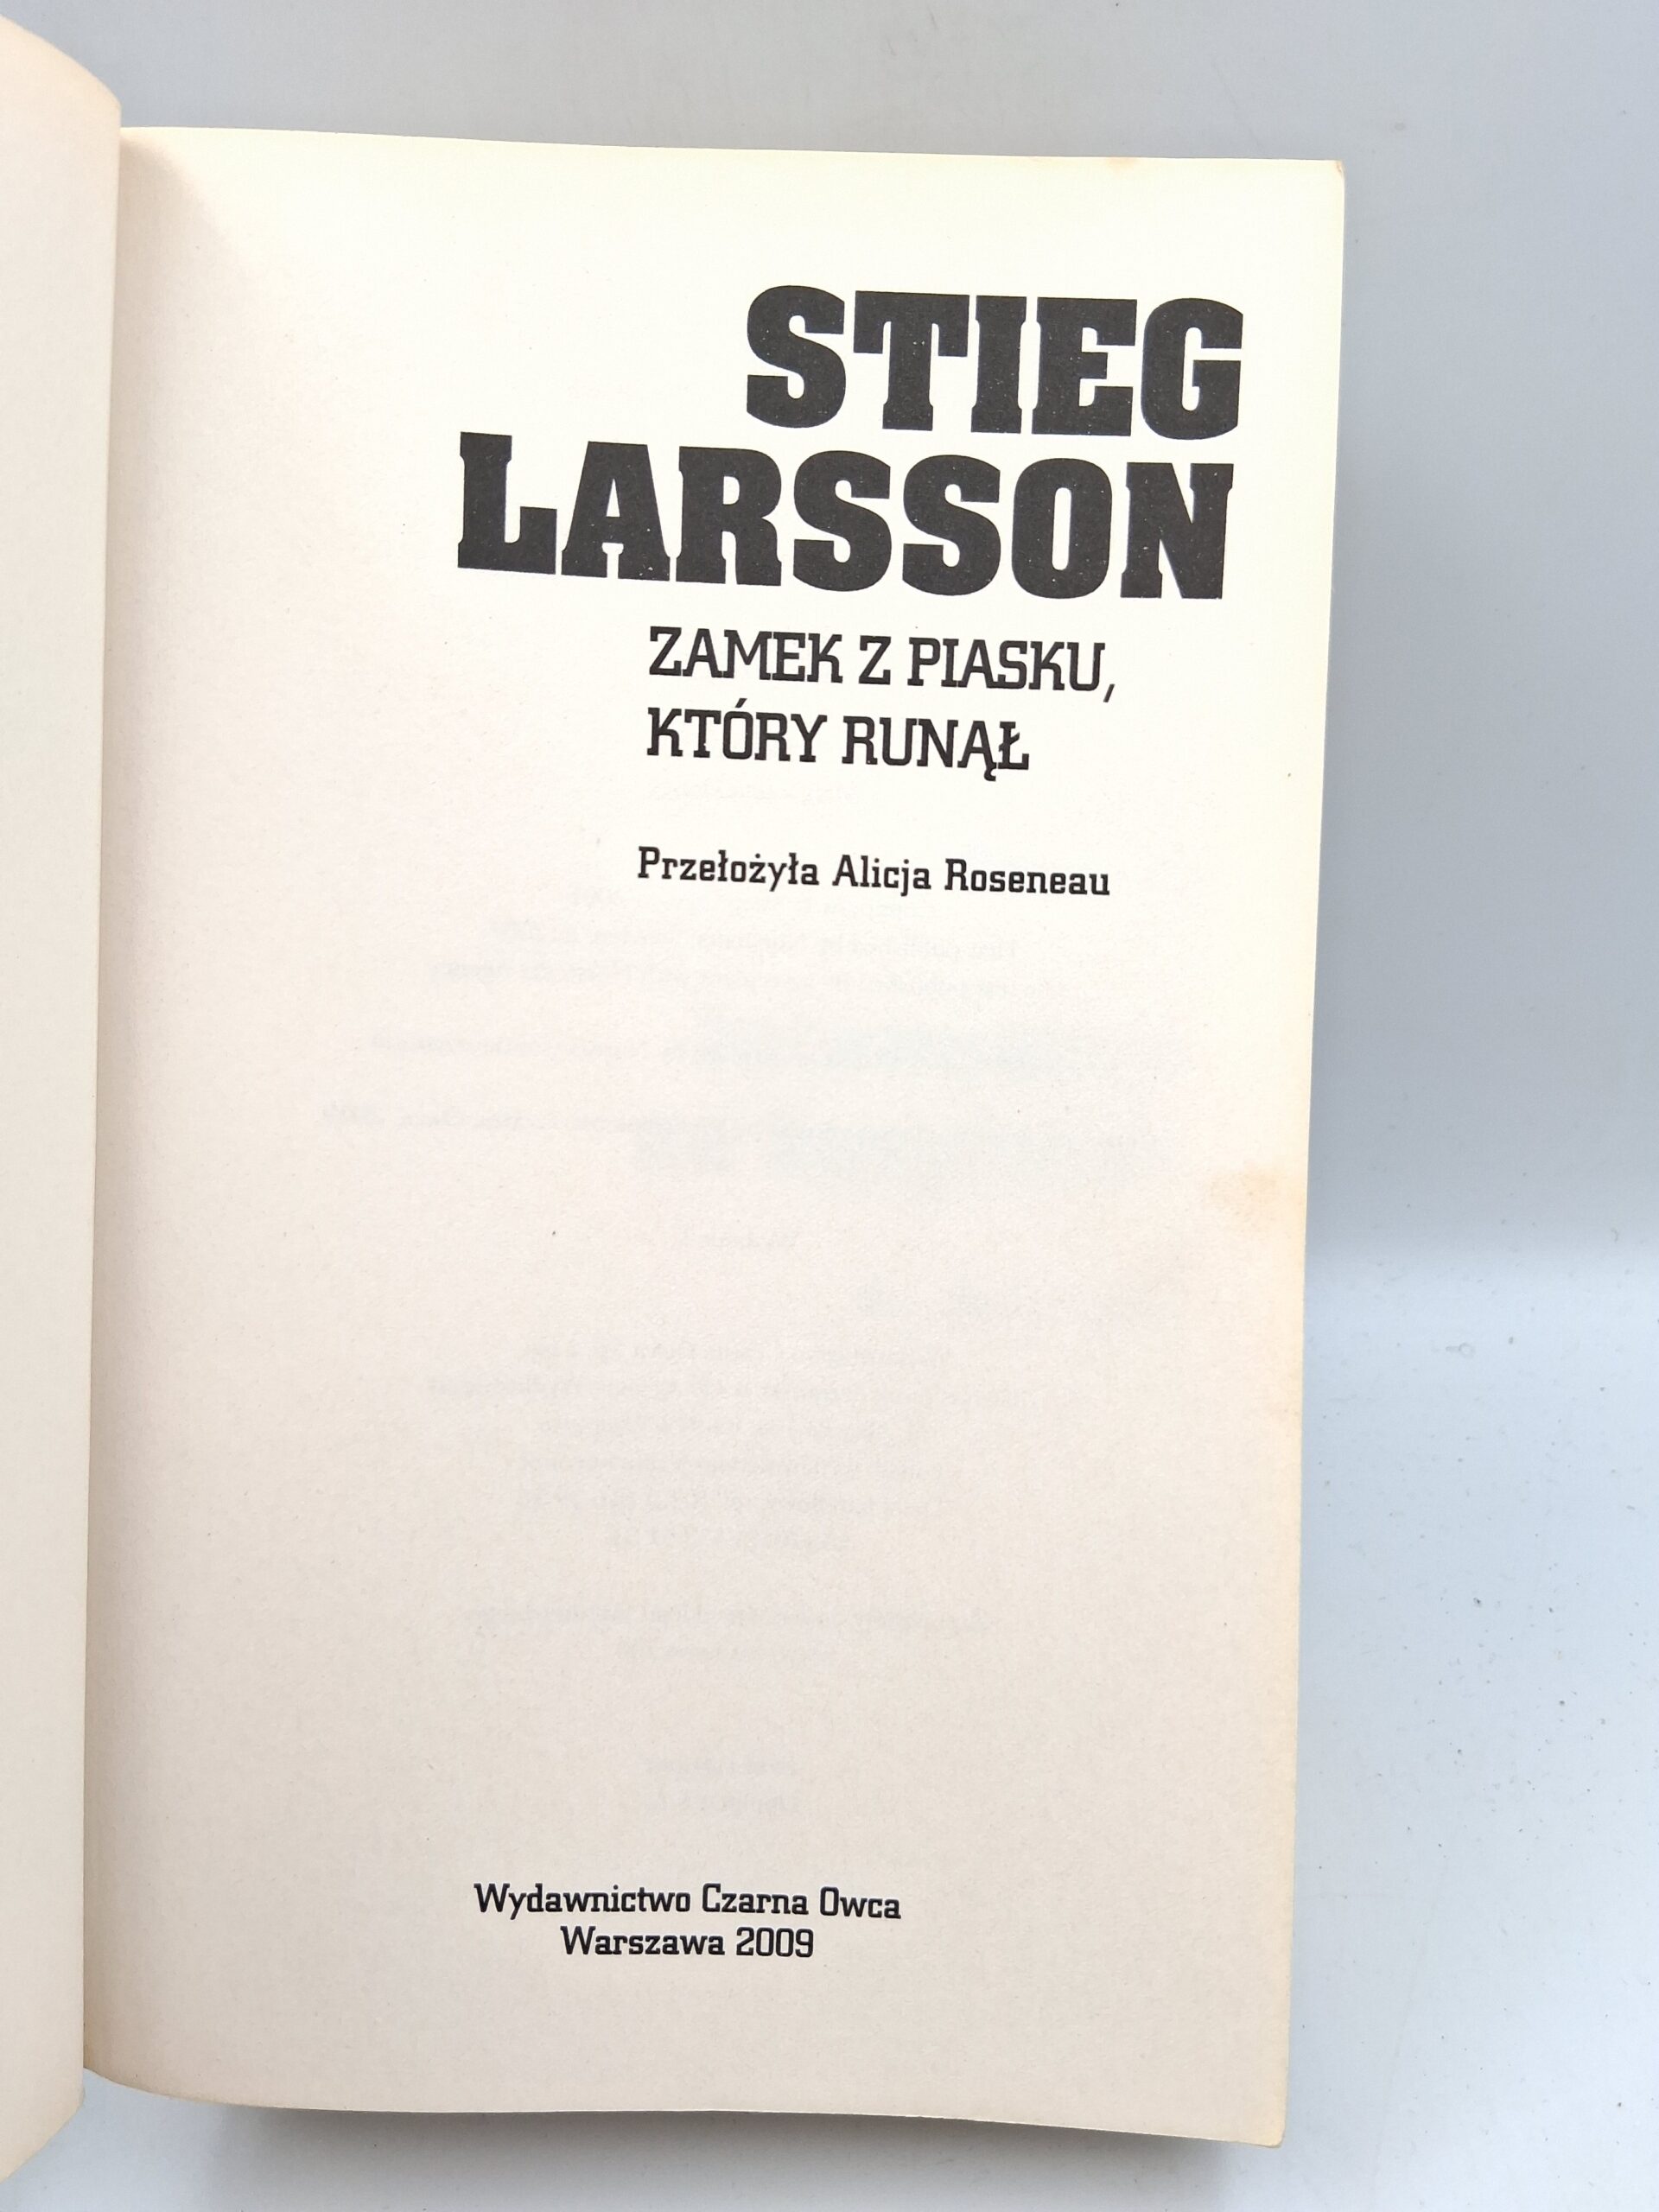 STIEG
LARSSON
ZAMEK Z PIASKU,
KTÓRY RUNĄŁ
Przełożyła Alicja Roseneau
Wydawnictwo Czarna Owca
Warszawa 2009